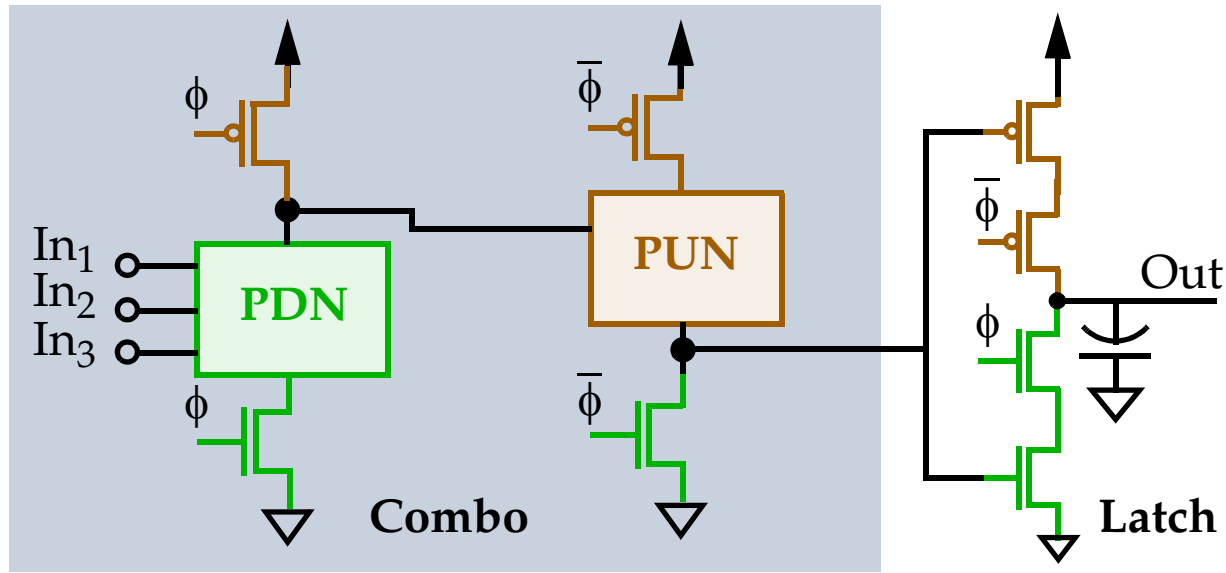 ϕ
ϕ̅
In₁
In₂
In₃
PDN
PUN
ϕ̅
Out
ϕ
ϕ
ϕ̅
Combo
Latch